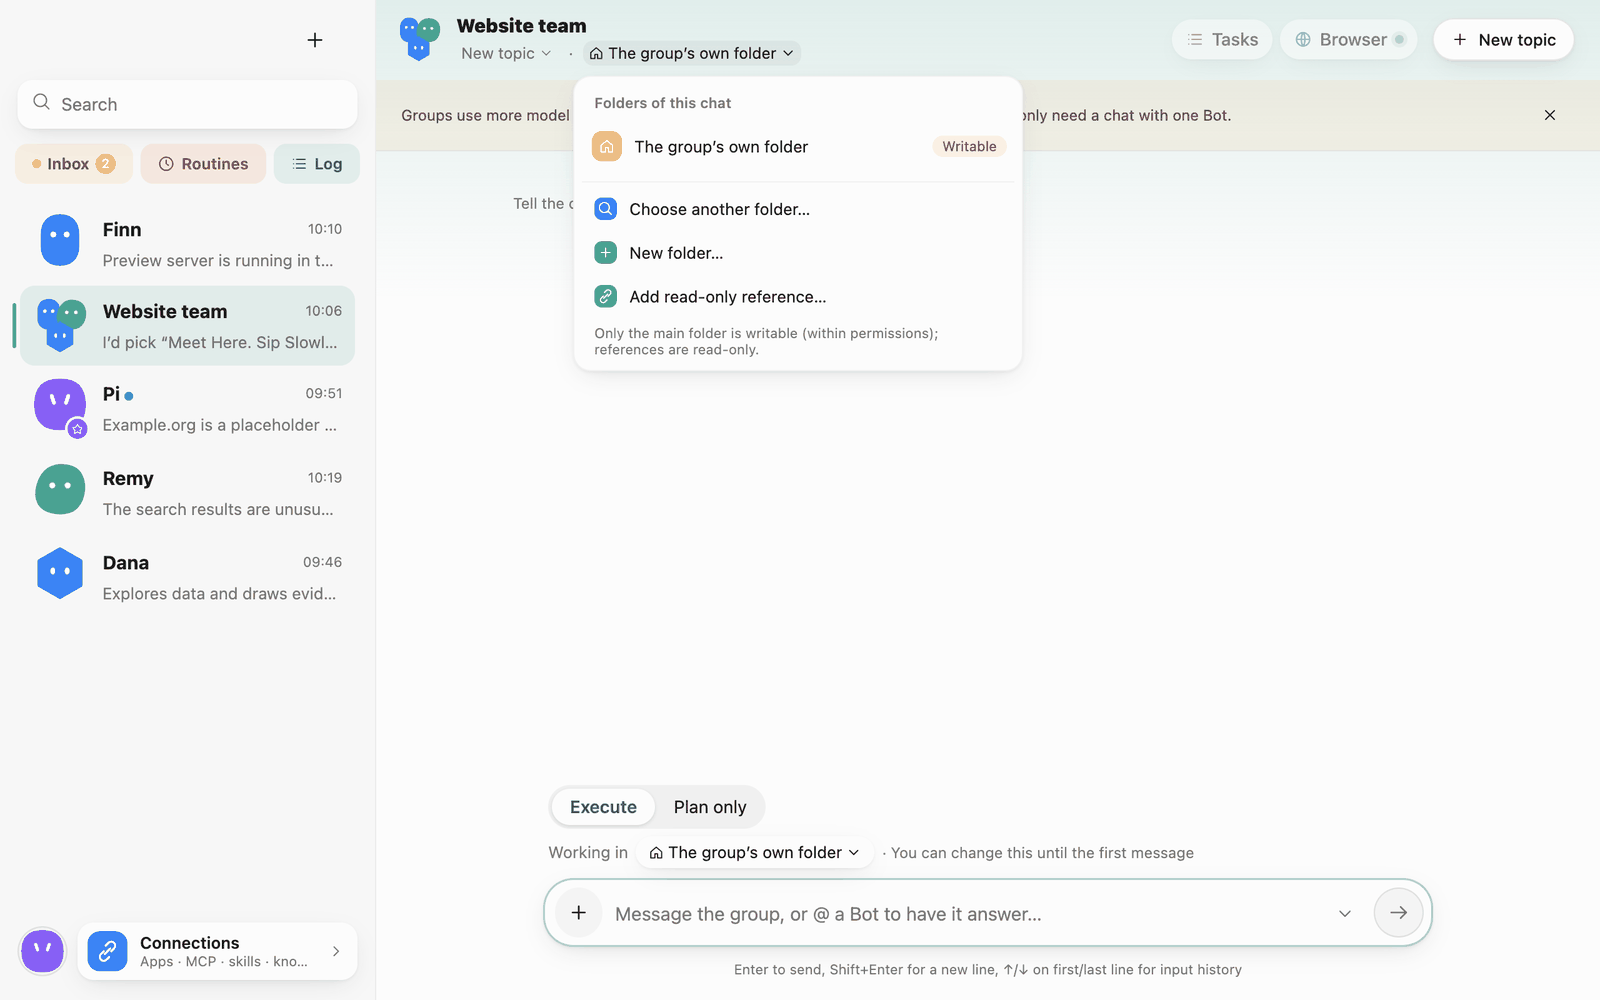 Search
Inbox 2
Routines
Log
Finn
10:10
Preview server is running in t...
Website team
10:06
I'd pick “Meet Here. Sip Slowl...
Pi
09:51
Example.org is a placeholder ...
Remy
10:19
The search results are unusu...
Dana
09:46
Explores data and draws evid...
Connections
Apps · MCP · skills · kno...
Website team
New topic · The group's own folder
Tasks
Browser
New topic
Groups use more model
only need a chat with one Bot.
Tell the
Folders of this chat
The group's own folder
Writable
Choose another folder...
New folder...
Add read-only reference...
Only the main folder is writable (within permissions);
references are read-only.
Execute
Plan only
Working in The group's own folder · You can change this until the first message
Message the group, or @ a Bot to have it answer...
Enter to send, Shift+Enter for a new line, ↑/↓ on first/last line for input history